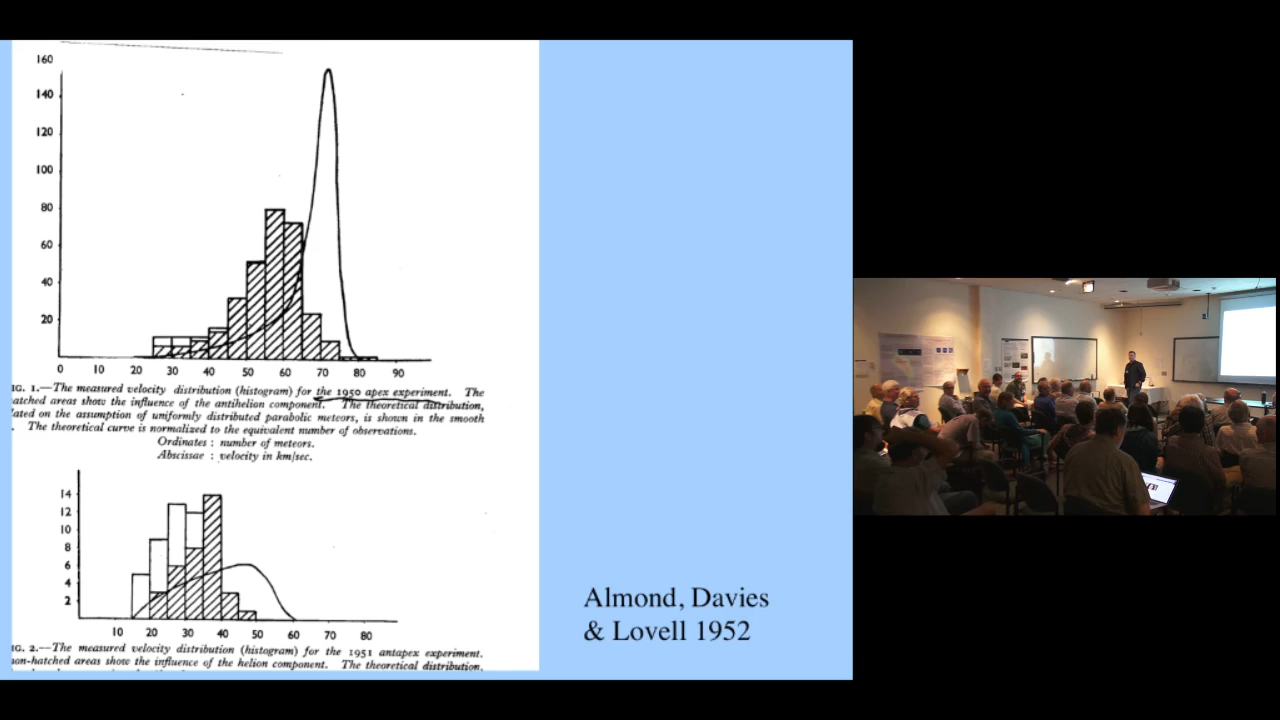 160
140
120
100
80
60
40
20
0 10 20 30 40 50 60 70 80 90
IG. 1.—The measured velocity distribution (histogram) for the 1950 apex experiment. The
atched areas show the influence of the antihelion component. The theoretical distribution,
lated on the assumption of uniformly distributed parabolic meteors, is shown in the smooth
. The theoretical curve is normalized to the equivalent number of observations.
Ordinates : number of meteors.
Abscissae : velocity in km/sec.
14
12
10
8
6
4
2
10 20 30 40 50 60 70 80
IG. 2.—The measured velocity distribution (histogram) for the 1951 antapex experiment.
non-hatched areas show the influence of the helion component. The theoretical distribution,
Almond, Davies
& Lovell 1952